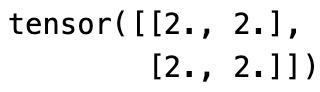 tensor([[2., 2.],
        [2., 2.]])